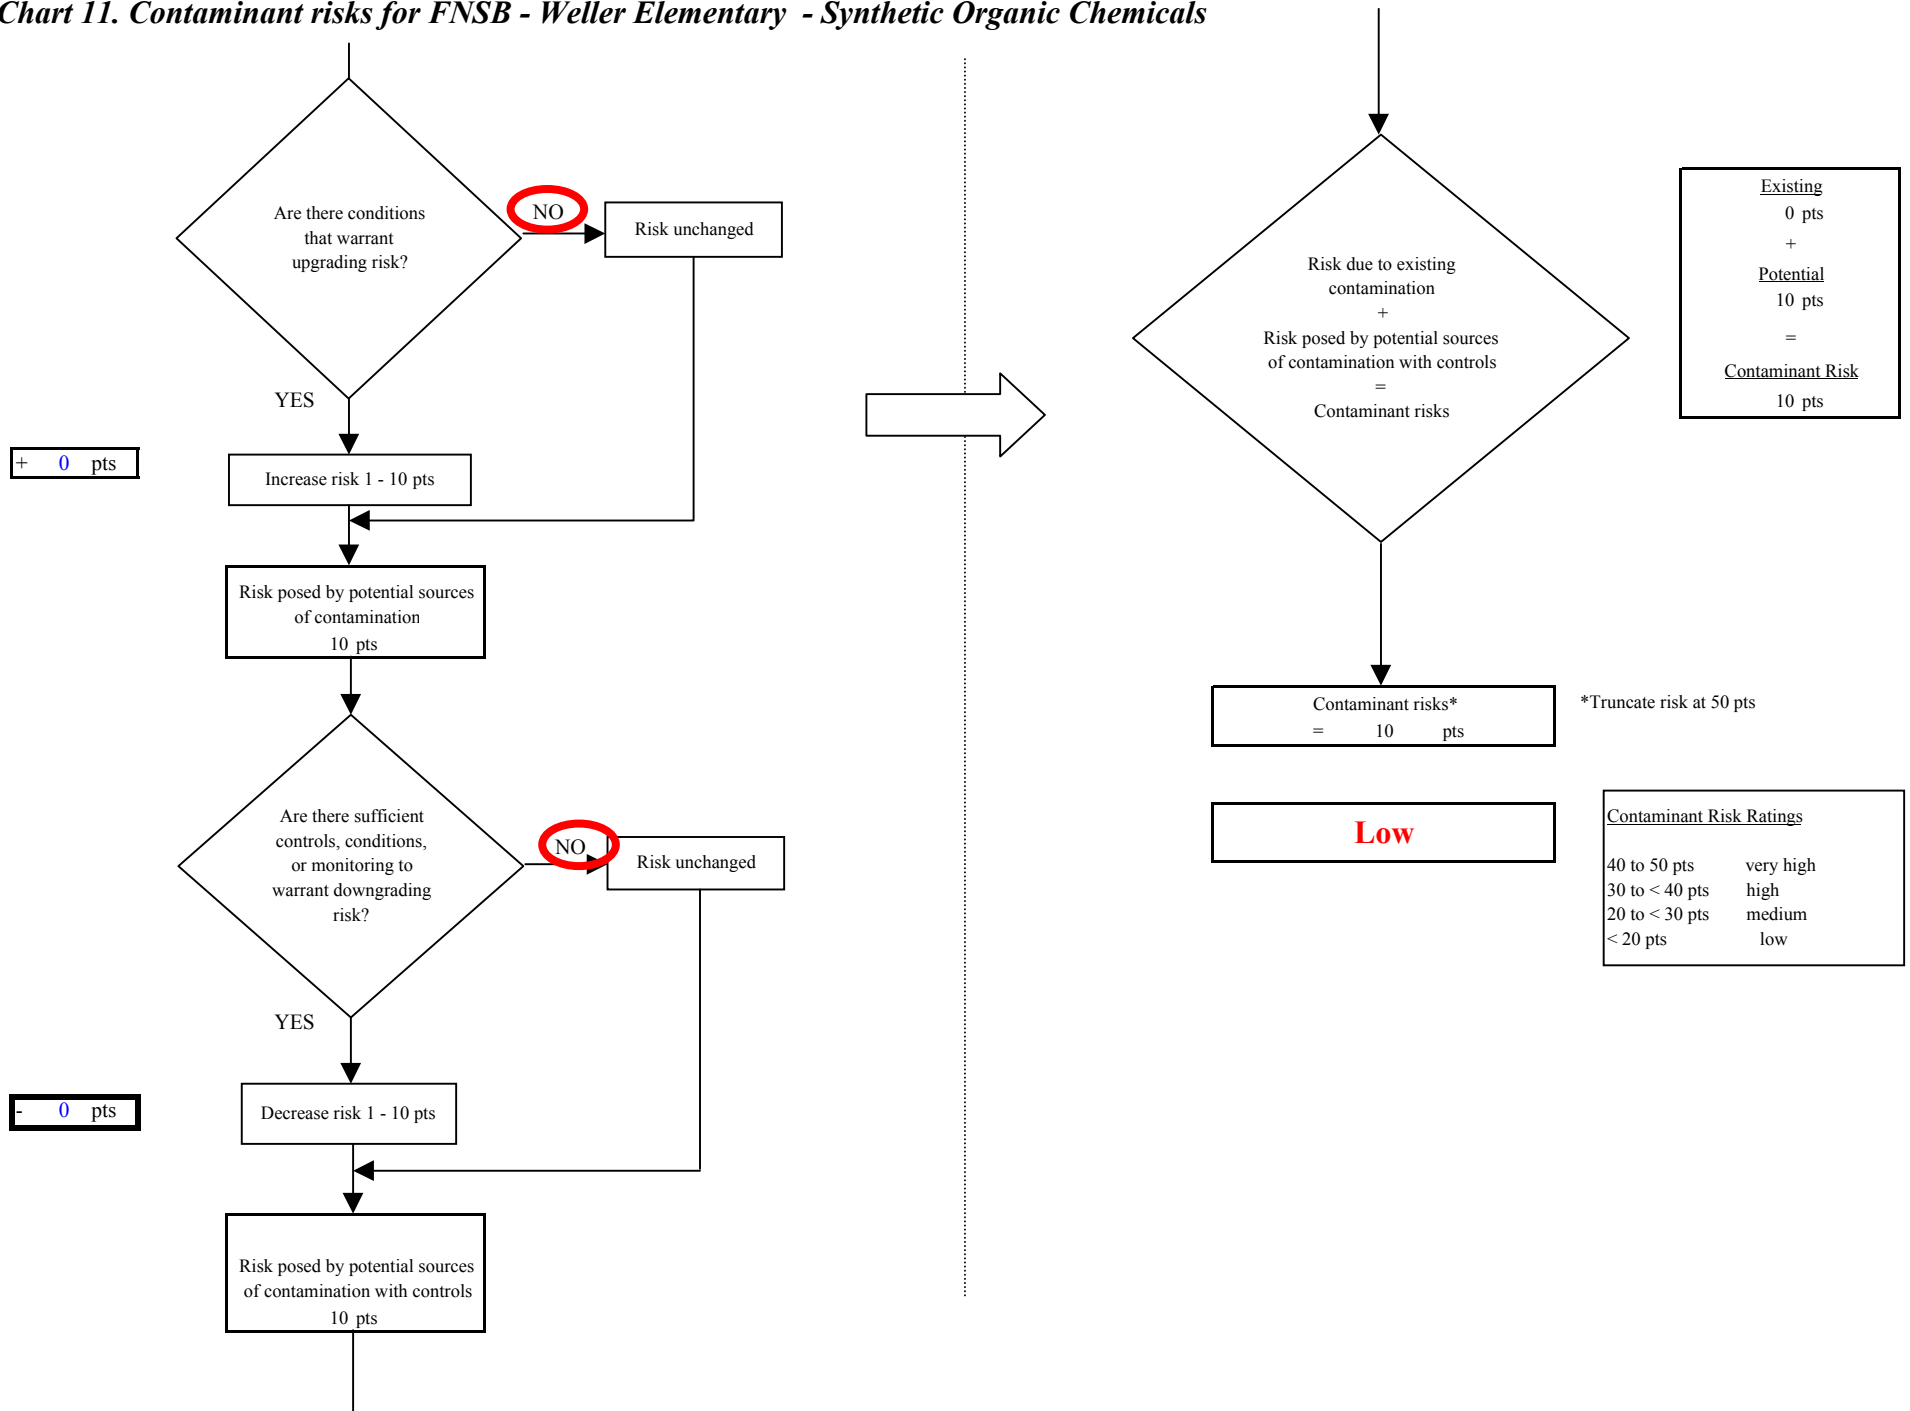 Chart 11. Contaminant risks for FNSB - Weller Elementary - Synthetic Organic Chemicals
Are there conditions
that warrant
upgrading risk?
NO
Risk unchanged
YES
+ 0 pts
Increase risk 1 - 10 pts
Risk posed by potential sources
of contamination
10 pts
Are there sufficient
controls, conditions,
or monitoring to
warrant downgrading
risk?
NO
Risk unchanged
YES
- 0 pts
Decrease risk 1 - 10 pts
Risk posed by potential sources
of contamination with controls
10 pts
Risk due to existing
contamination
+
Risk posed by potential sources
of contamination with controls
=
Contaminant risks
Existing
0 pts
+
Potential
10 pts
=
Contaminant Risk
10 pts
Contaminant risks*
= 10 pts
*Truncate risk at 50 pts
Low
Contaminant Risk Ratings
40 to 50 pts very high
30 to < 40 pts high
20 to < 30 pts medium
< 20 pts low